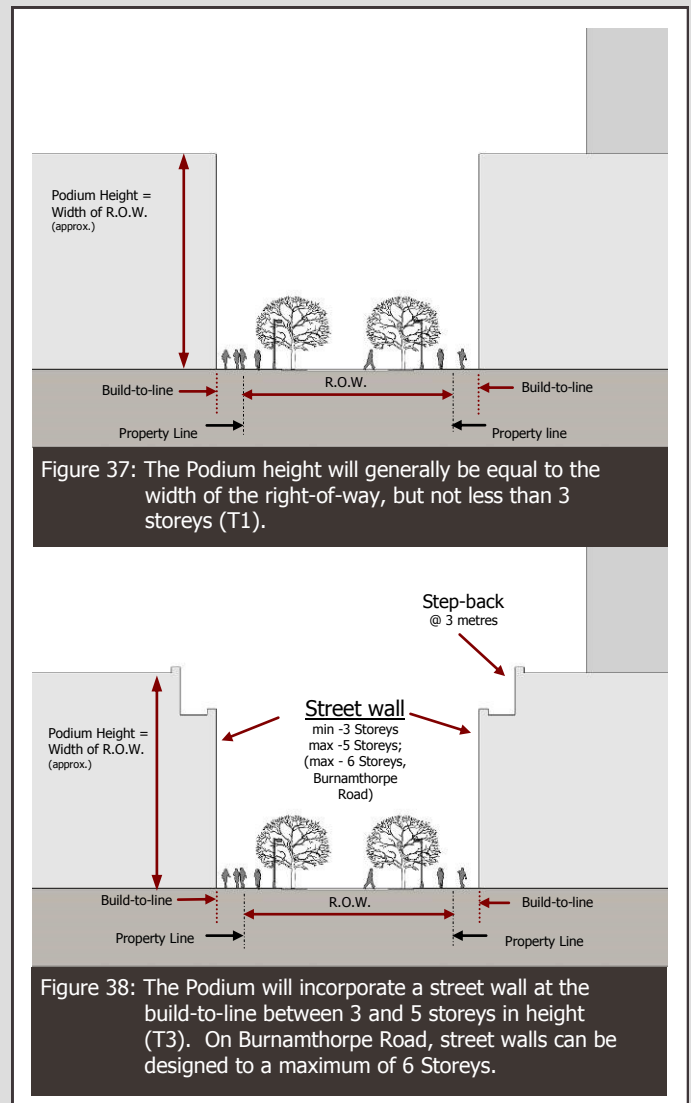 Podium Height =
Width of R.O.W.
(approx.)
R.O.W.
Build-to-line
Build-to-line
Property Line
Property line
Figure 37: The Podium height will generally be equal to the
width of the right-of-way, but not less than 3
storeys (T1).
Step-back
@ 3 metres
Street wall
min -3 Storeys
max -5 Storeys;
(max - 6 Storeys,
Burnamthorpe
Road)
Podium Height =
Width of R.O.W.
(approx.)
Build-to-line
R.O.W.
Build-to-line
Property Line
Property Line
Figure 38: The Podium will incorporate a street wall at the
build-to-line between 3 and 5 storeys in height
(T3).  On Burnamthorpe Road, street walls can be
designed to a maximum of 6 Storeys.